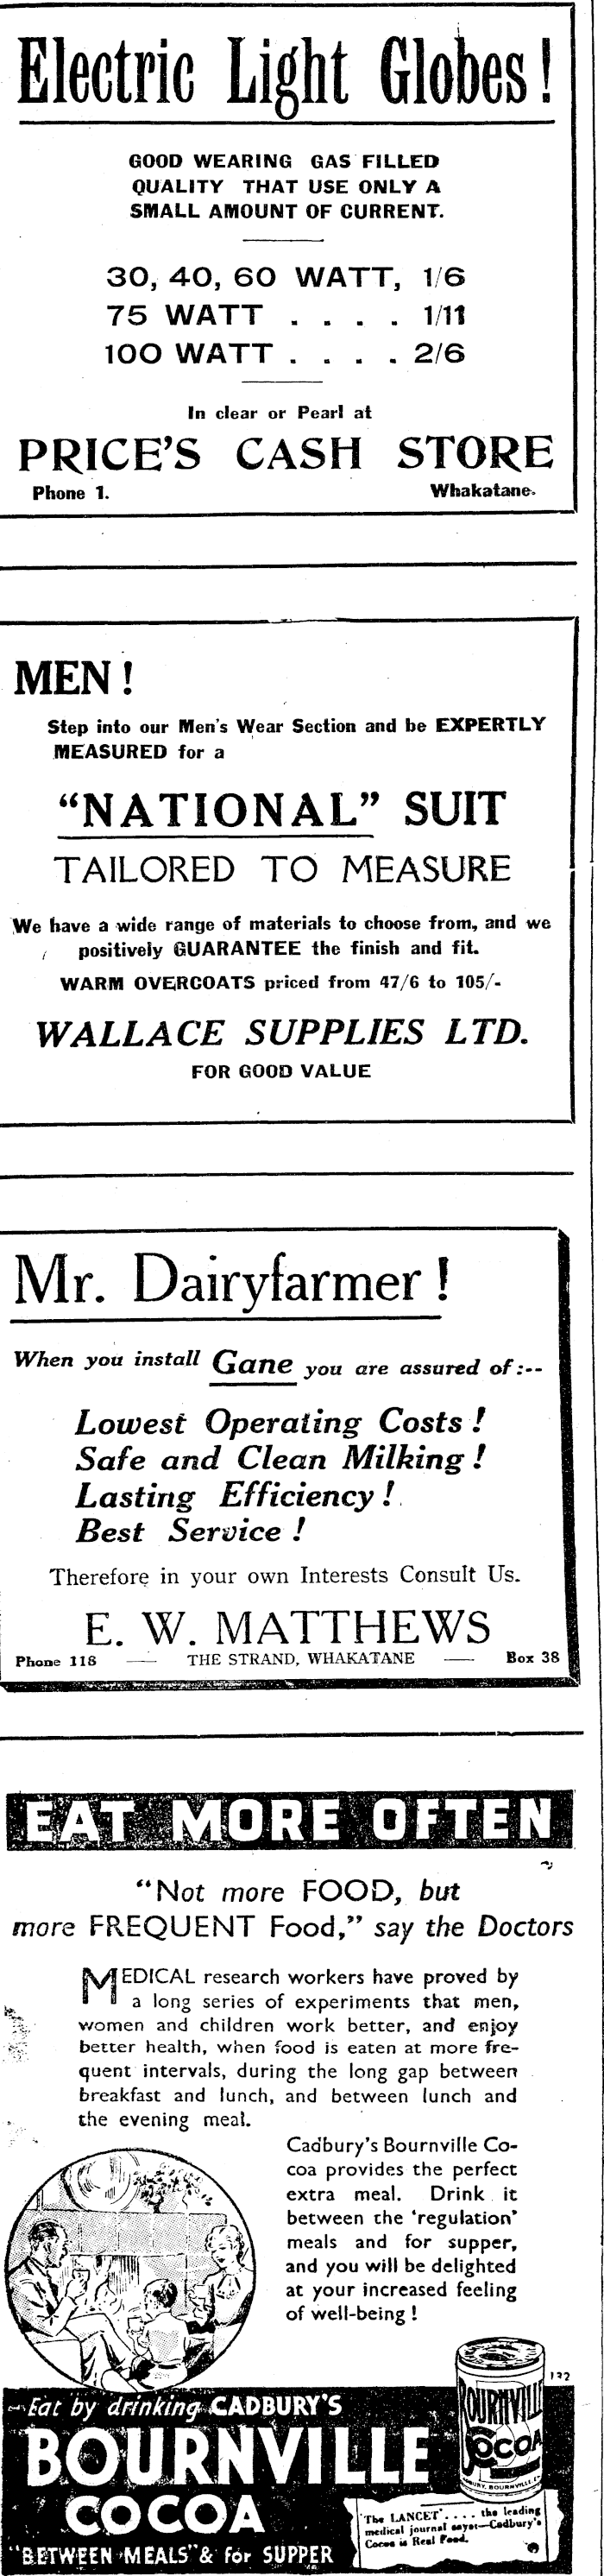 Electric Light Globes!
GOOD WEARING GAS FILLED
QUALITY THAT USE ONLY A
SMALL AMOUNT OF CURRENT.
30, 40, 60 WATT, 1/6
75 WATT . . . . 1/11
100 WATT . . . . 2/6
In clear or Pearl at
PRICE'S CASH STORE
Phone 1. Whakatane.
MEN!
Step into our Men's Wear Section and be EXPERTLY
MEASURED for a
"NATIONAL" SUIT
TAILORED TO MEASURE
We have a wide range of materials to choose from, and we
positively GUARANTEE the finish and fit.
WARM OVERCOATS priced from 47/6 to 105/-
WALLACE SUPPLIES LTD.
FOR GOOD VALUE
Mr. Dairyfarmer!
When you install Gane you are assured of:--
Lowest Operating Costs!
Safe and Clean Milking!
Lasting Efficiency!
Best Service!
Therefore in your own Interests Consult Us.
E. W. MATTHEWS
Phone 118 — THE STRAND, WHAKATANE — Box 38
EAT MORE OFTEN
"Not more FOOD, but
more FREQUENT Food," say the Doctors
MEDICAL research workers have proved by
a long series of experiments that men,
women and children work better, and enjoy
better health, when food is eaten at more fre-
quent intervals, during the long gap between
breakfast and lunch, and between lunch and
the evening meal.
Cadbury's Bournville Co-
coa provides the perfect
extra meal. Drink it
between the 'regulation'
meals and for supper,
and you will be delighted
at your increased feeling
of well-being!
132
Eat by drinking CADBURY'S
BOURNVILLE
COCOA
"BETWEEN MEALS" & for SUPPER
BOURNVILLE
COCOA
The LANCET' . . . . the leading
medical journal says:—Cadbury's
Cocoa is Real Food.